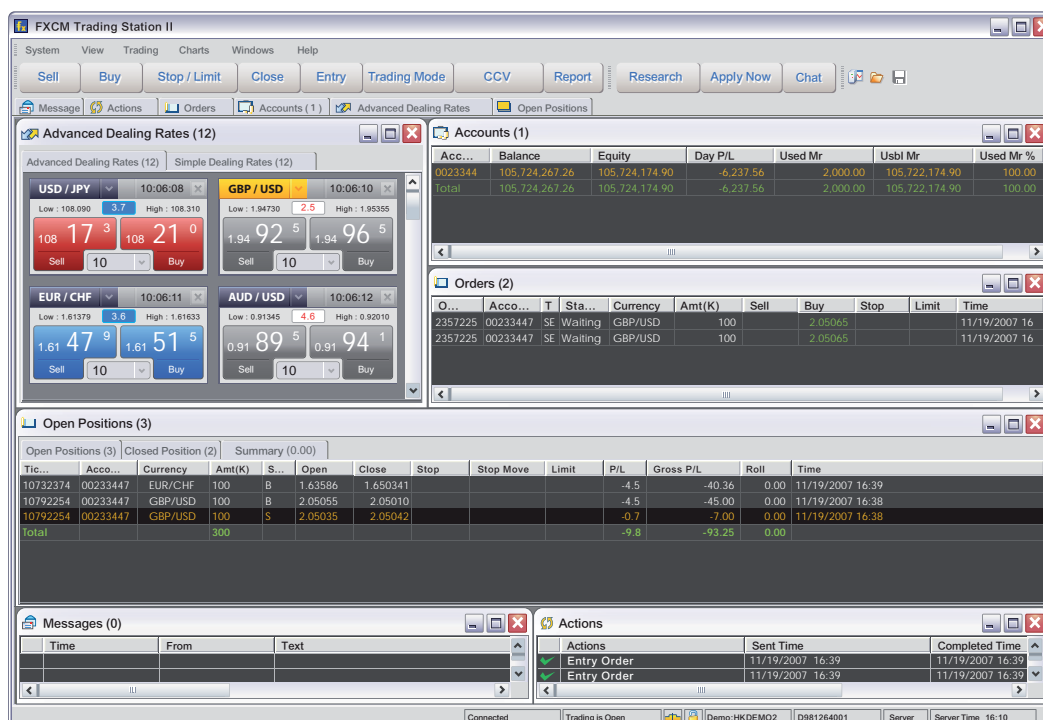 FXCM Trading Station II
System View Trading Charts Windows Help
Sell Buy Stop / Limit Close Entry Trading Mode CCV Report Research Apply Now Chat
Message Actions Orders Accounts ( 1 ) Advanced Dealing Rates Open Positions
Advanced Dealing Rates (12)
Advanced Dealing Rates (12) Simple Dealing Rates (12)
USD / JPY 10:06:08
Low : 108.090 3.7 High : 108.310
108 17 3 108 21 0
Sell 10 Buy
GBP / USD 10:06:10
Low : 1.94730 2.5 High : 1.95355
1.94 92 5 1.94 96 5
Sell 10 Buy
EUR / CHF 10:06:11
Low : 1.61379 3.6 High : 1.61633
1.61 47 9 1.61 51 5
Sell 10 Buy
AUD / USD 10:06:12
Low : 0.91345 4.6 High : 0.92010
0.91 89 5 0.91 94 1
Sell 10 Buy
Accounts (1)
Acc... Balance Equity Day P/L Used Mr Usbl Mr Used Mr %
0023344 105,724,267.26 105,724,174.90 -6,237.56 2,000.00 105,722,174.90 100.00
Total 105,724,267.26 105,724,174.90 -6,237.56 2,000.00 105,722,174.90 100.00
Orders (2)
O... Acco... T Sta... Currency Amt(K) Sell Buy Stop Limit Time
2357225 00233447 SE Waiting GBP/USD 100 2.05065 11/19/2007 16
2357225 00233447 SE Waiting GBP/USD 100 2.05065 11/19/2007 16
Open Positions (3)
Open Positions (3) Closed Position (2) Summary (0.00)
Tic... Acco... Currency Amt(K) S... Open Close Stop Stop Move Limit P/L Gross P/L Roll Time
10732374 00233447 EUR/CHF 100 B 1.63586 1.650341 -4.5 -40.36 0.00 11/19/2007 16:39
10792254 00233447 GBP/USD 100 B 2.05055 2.05010 -4.5 -45.00 0.00 11/19/2007 16:38
10792254 00233447 GBP/USD 100 S 2.05035 2.05042 -0.7 -7.00 0.00 11/19/2007 16:38
Total 300 -9.8 -93.25 0.00
Messages (0)
Time From Text
Actions
Actions Sent Time Completed Time
Entry Order 11/19/2007 16:39 11/19/2007 16:39
Entry Order 11/19/2007 16:39 11/19/2007 16:39
Connected Trading is Open Demo:HKDEMO2 D981264001 Server Server Time 16:10